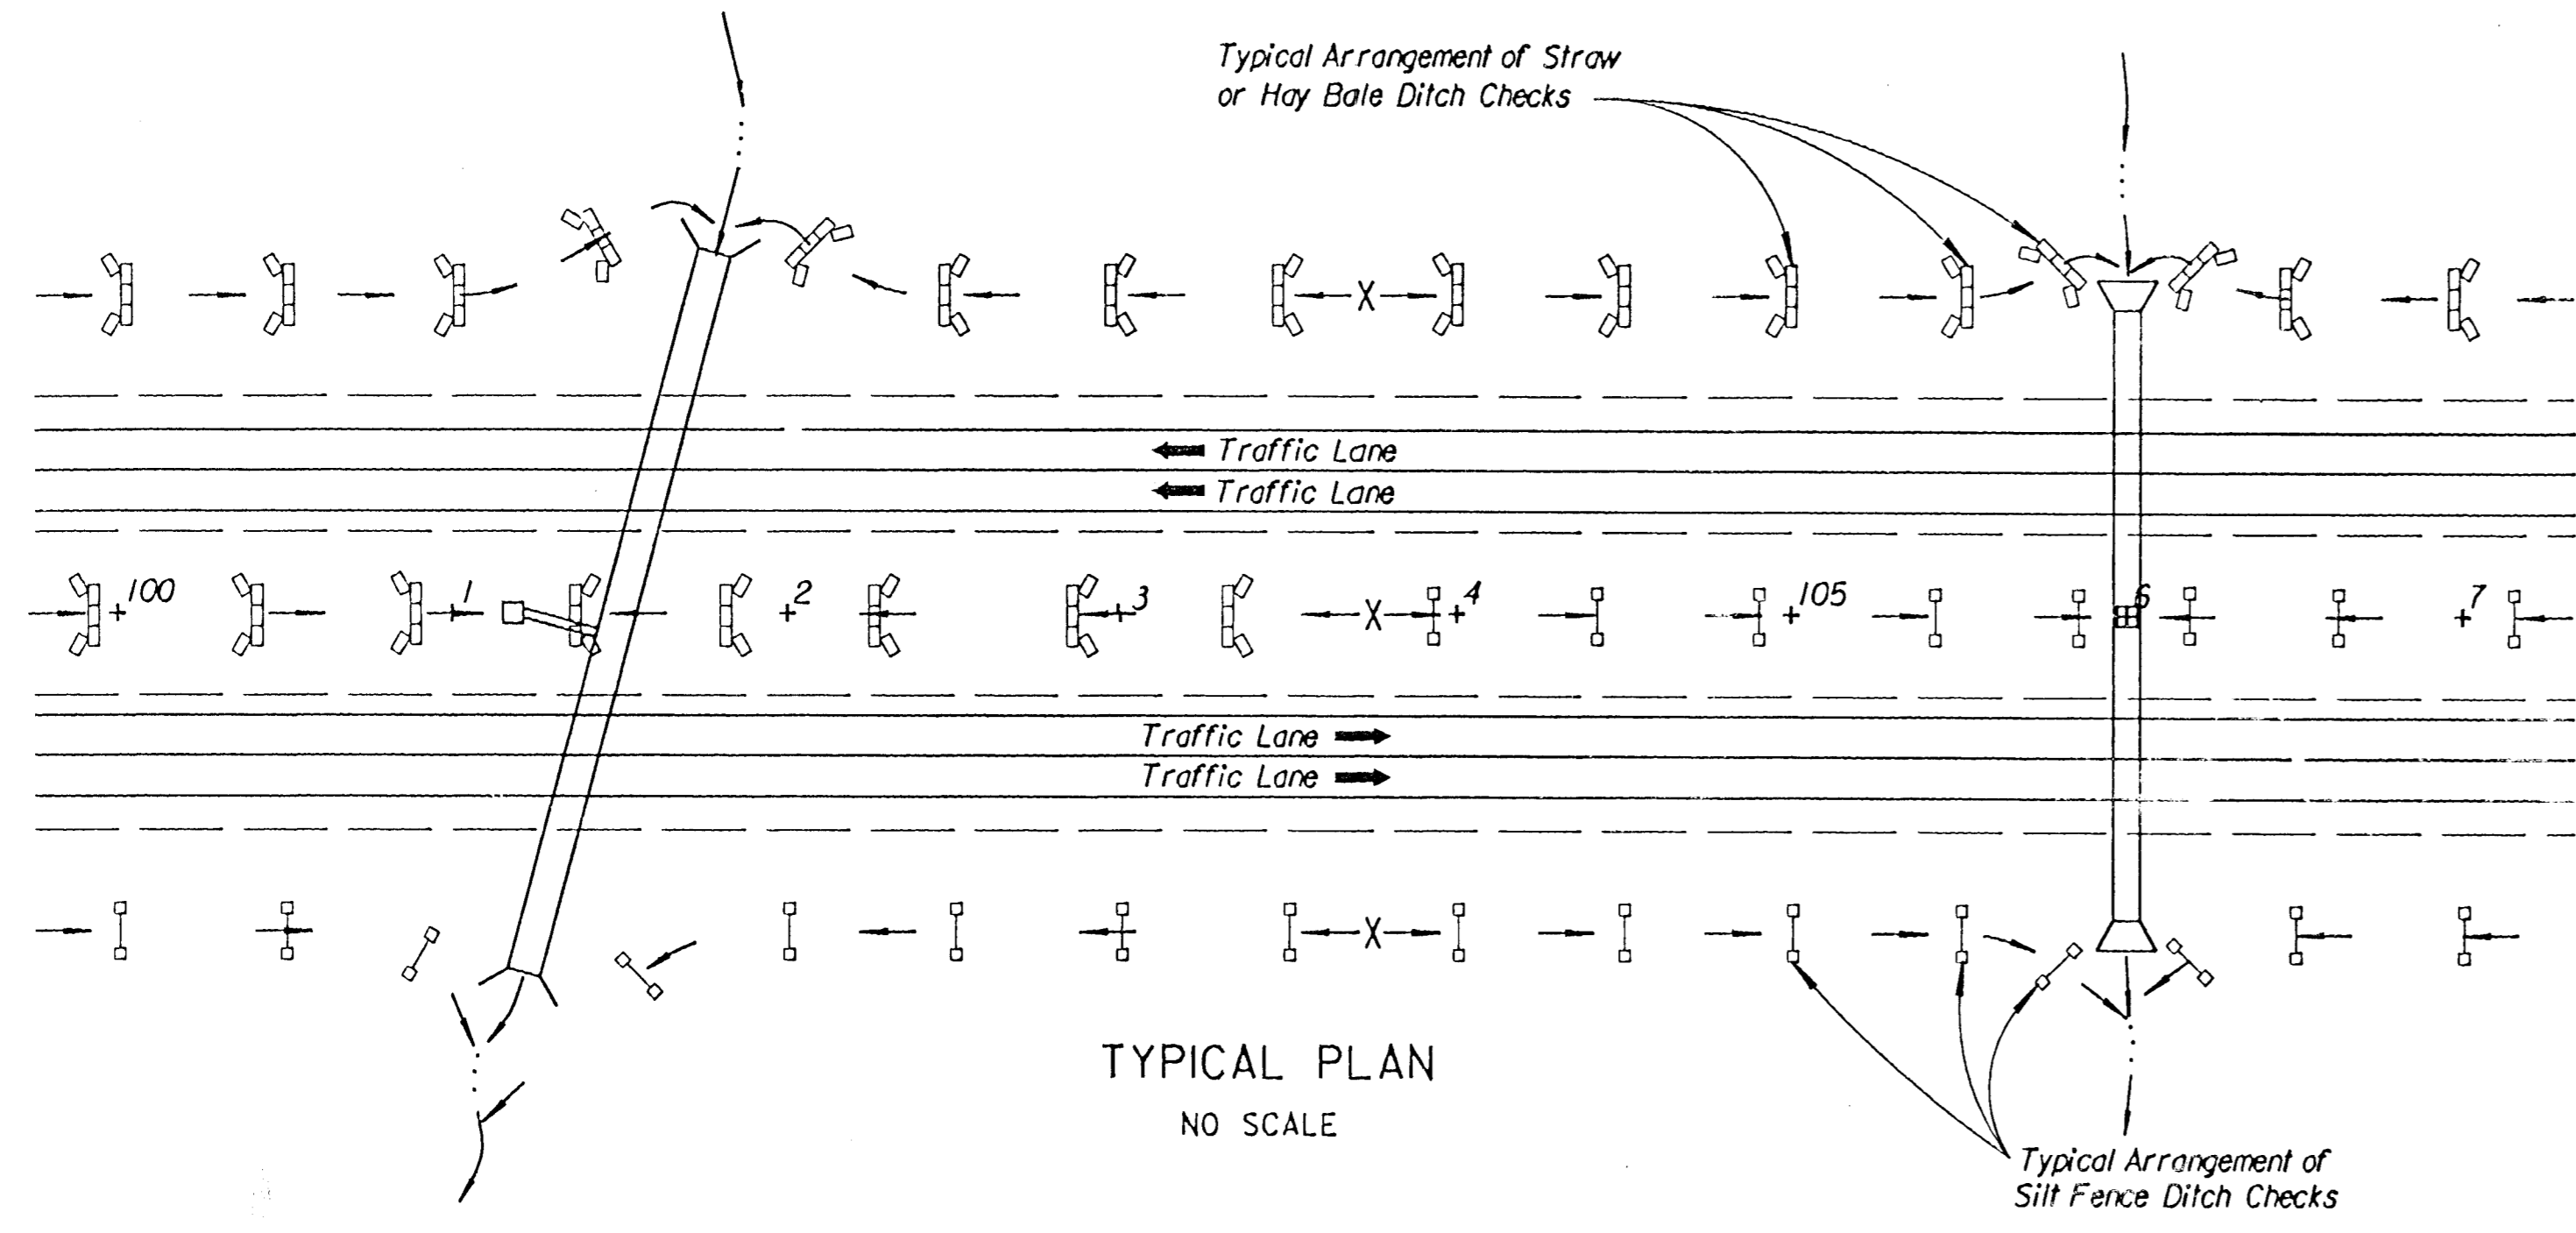 Typical Arrangement of Straw
or Hay Bale Ditch Checks
X
Traffic Lane
Traffic Lane
100
1
2
3
X
4
105
6
7
Traffic Lane
Traffic Lane
X
TYPICAL PLAN
NO SCALE
Typical Arrangement of
Silt Fence Ditch Checks